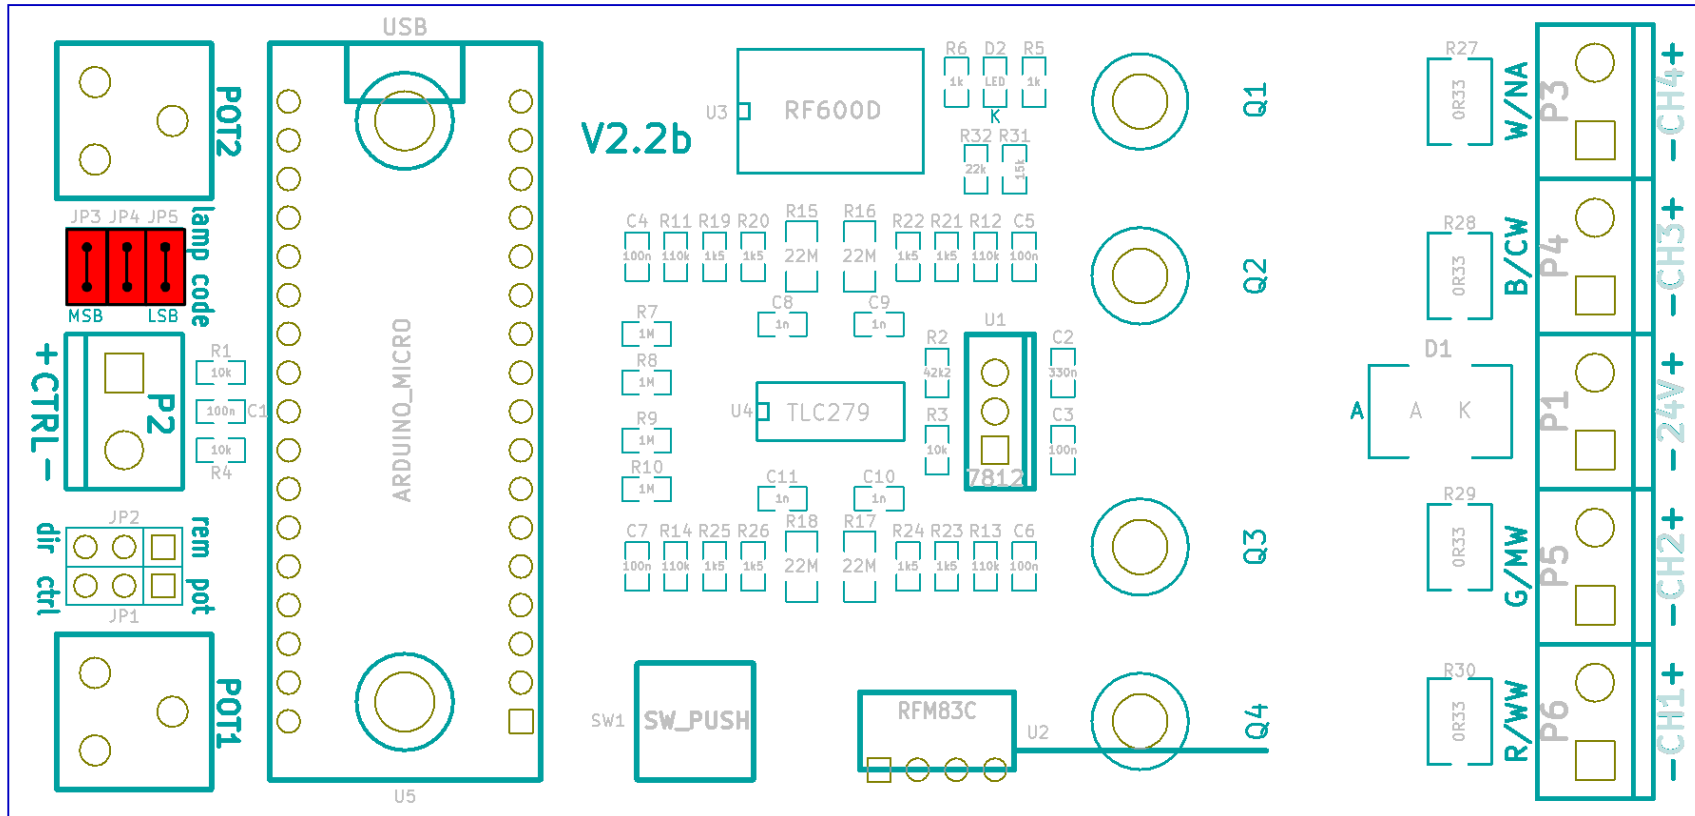 USB
POT2
JP3 JP4 JP5
lamp code
MSB LSB
+CTRL-
P2
R1
10k
100n C1
10k
R4
JP2
dir rem
ctrl pot
JP1
POT1
ARDUINO_MICRO
U5
V2.2b
U3
RF600D
R6 D2 R5
1k LED 1k
K
R32 R31
22k 15k
C4 R11 R19 R20 R15 R16 R22 R21 R12 C5
100n 110k 1k5 1k5 22M 22M 1k5 1k5 110k 100n
C8 C9
1n 1n
R7
1M
R8
1M
R9
1M
R10
1M
U4
TLC279
U1
R2 C2
42k2 330n
R3 C3
10k 100n
7812
C11 C10
1n 1n
C7 R14 R25 R26 R18 R17 R24 R23 R13 C6
100n 110k 1k5 1k5 22M 22M 1k5 1k5 110k 100n
SW1
SW_PUSH
RFM83C
U2
Q1
Q2
Q3
Q4
R27
0R33
W/NA
P3
-CH4+
R28
0R33
B/CW
P4
-CH3+
D1
A A K
P1
-24V+
R29
0R33
G/MW
P5
-CH2+
R30
0R33
R/WW
P6
-CH1+